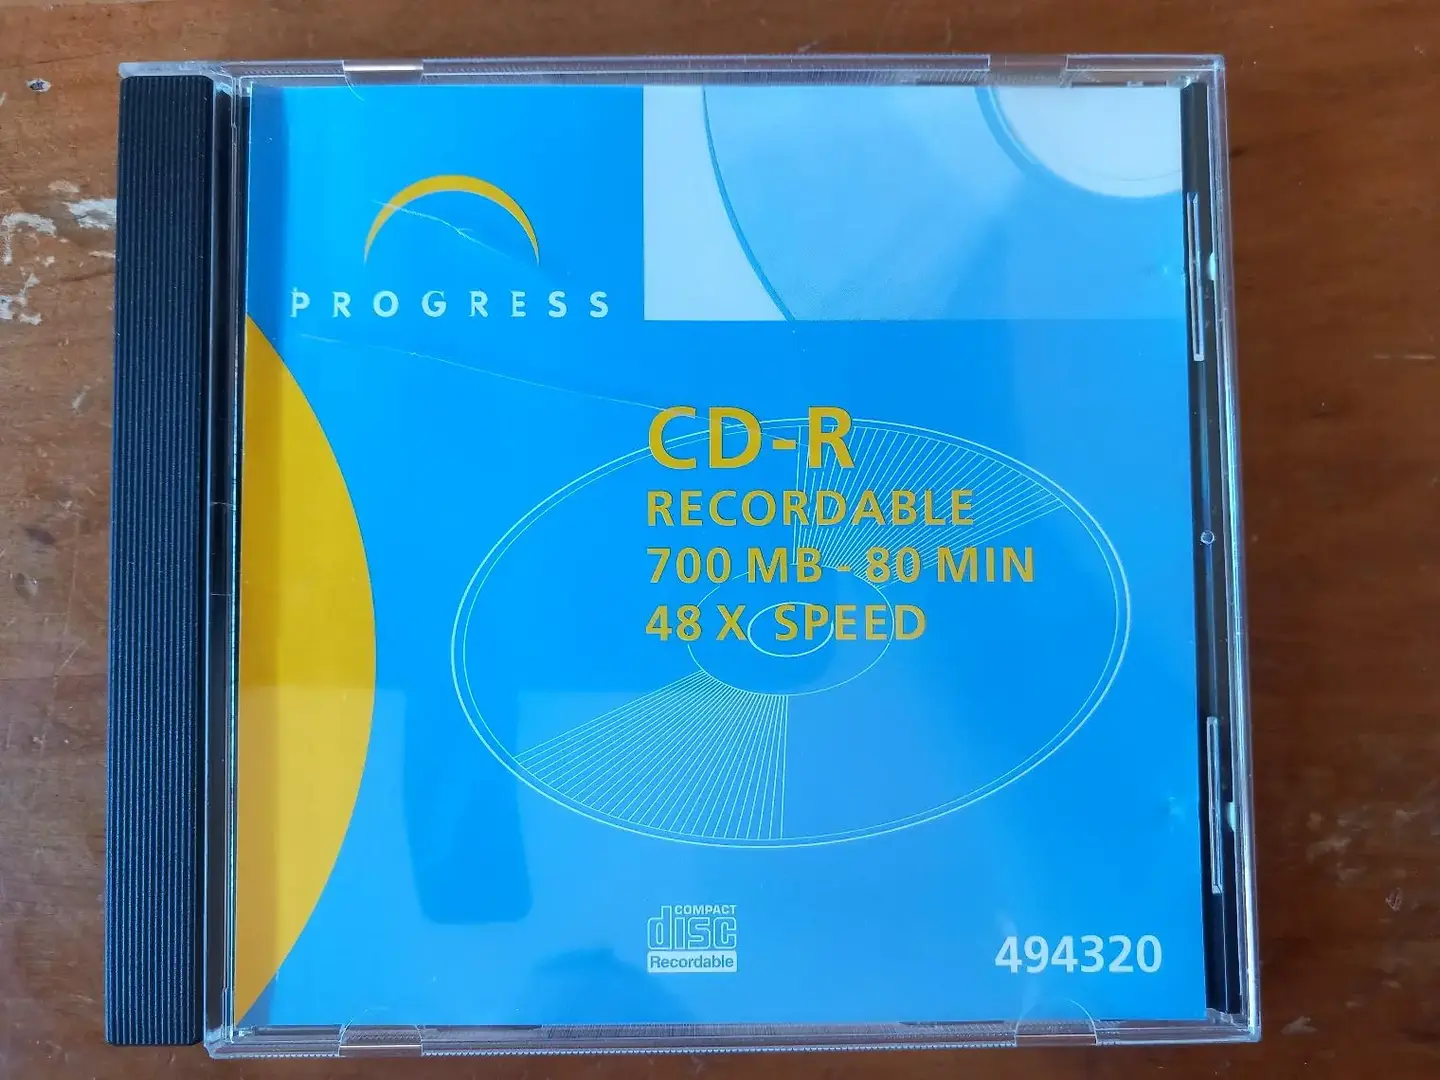 PROGRESS
CD-R
RECORDABLE
700 MB - 80 MIN
48 X SPEED
COMPACT
disc
Recordable
494320